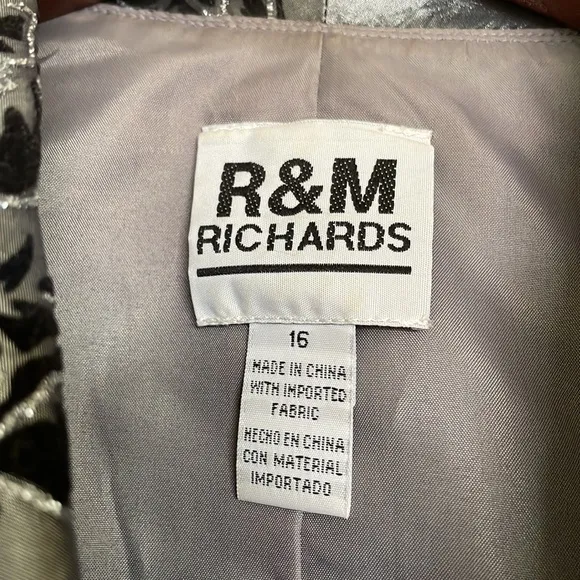 R&M
RICHARDS
16
MADE IN CHINA
WITH IMPORTED
FABRIC
HECHO EN CHINA
CON MATERIAL
IMPORTADO